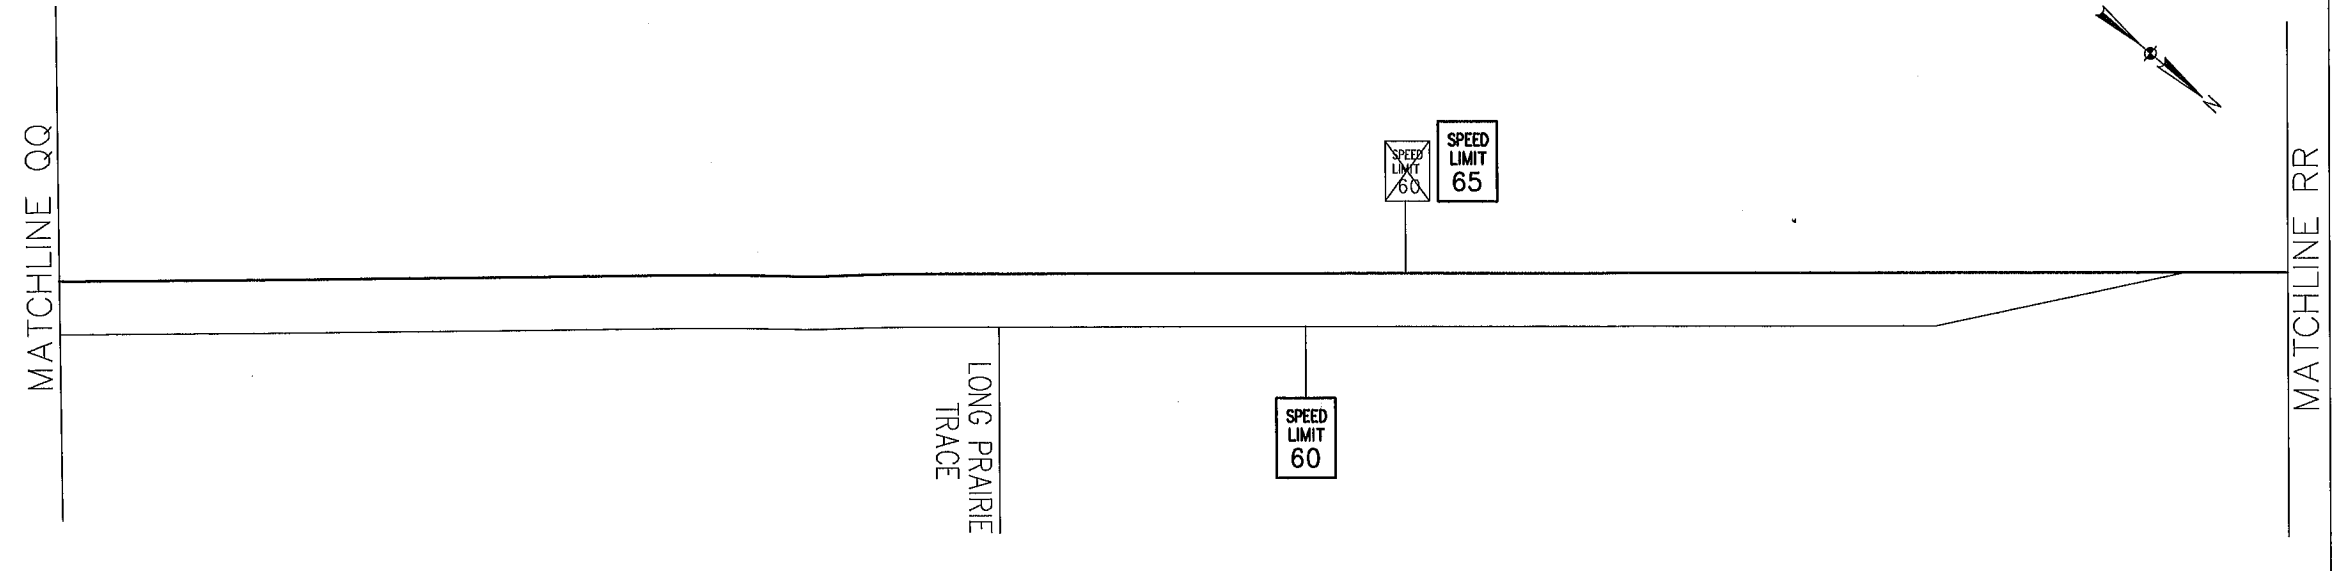 MATCHLINE QQ
N
SPEED
LIMIT
60
SPEED
LIMIT
65
LONG PRAIRIE
TRACE
SPEED
LIMIT
60
MATCHLINE RR